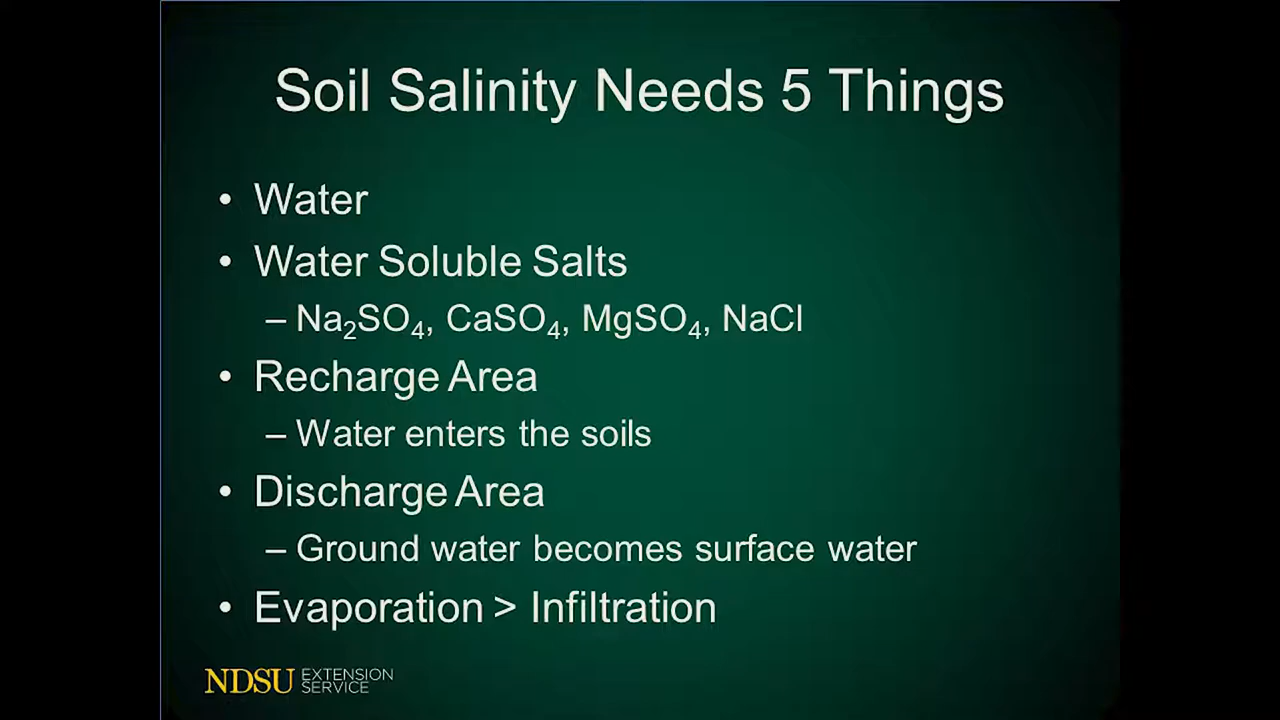 Soil Salinity Needs 5 Things
• Water
• Water Soluble Salts
– Na₂SO₄, CaSO₄, MgSO₄, NaCl
• Recharge Area
– Water enters the soils
• Discharge Area
– Ground water becomes surface water
• Evaporation > Infiltration
NDSU EXTENSION
SERVICE